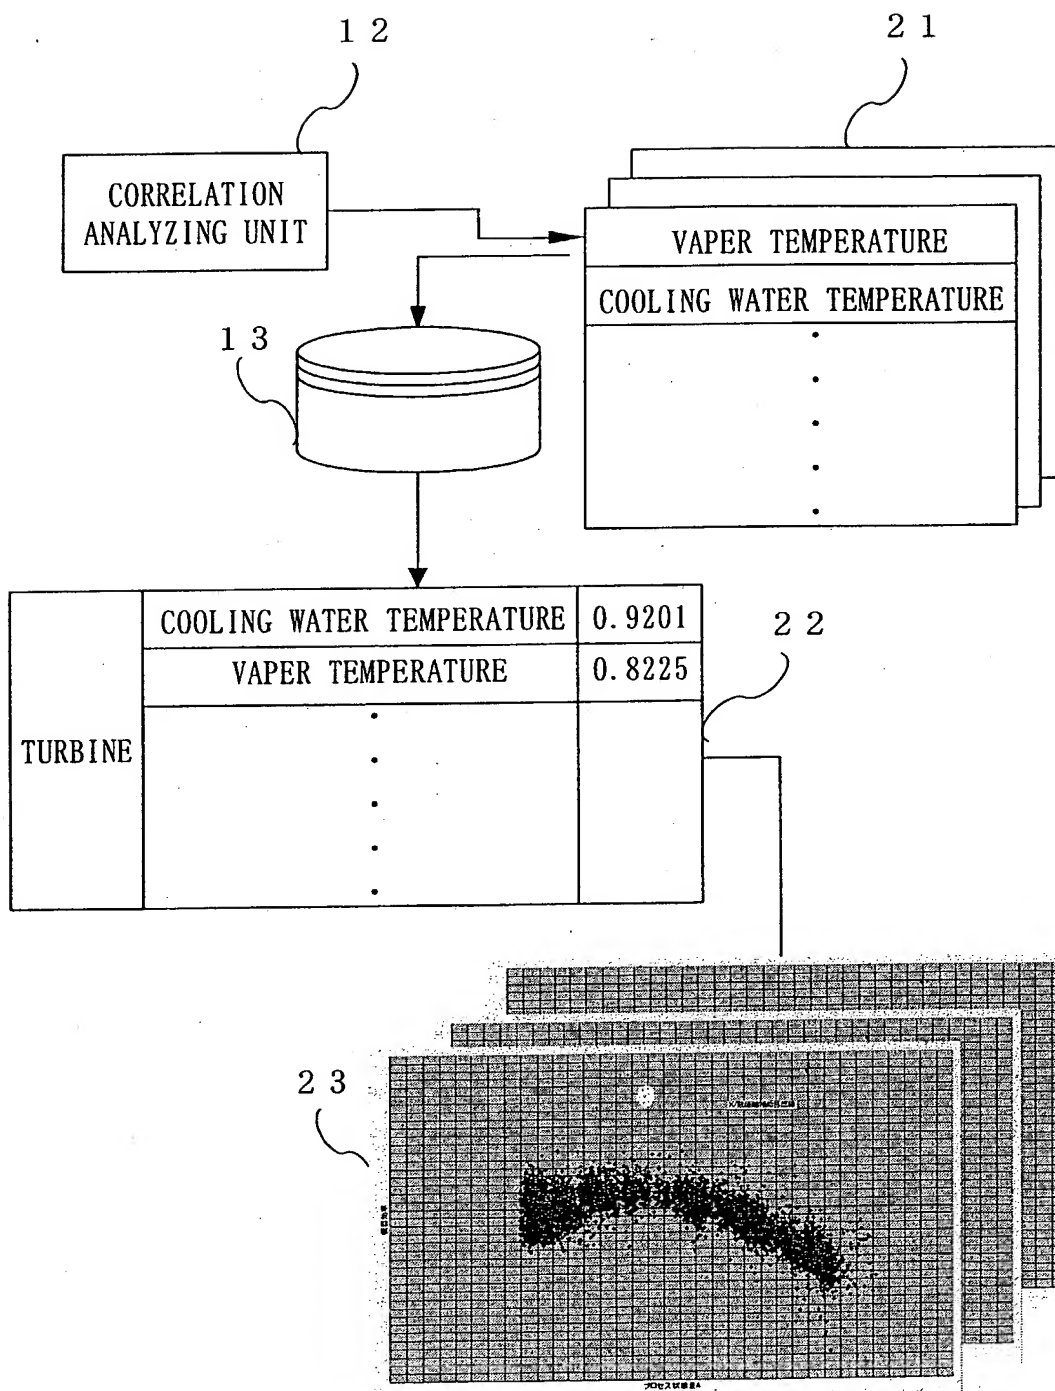 12
21
CORRELATION
ANALYZING UNIT
VAPER TEMPERATURE
COOLING WATER TEMPERATURE
13
COOLING WATER TEMPERATURE 0.9201
VAPER TEMPERATURE 0.8225
22
TURBINE
23